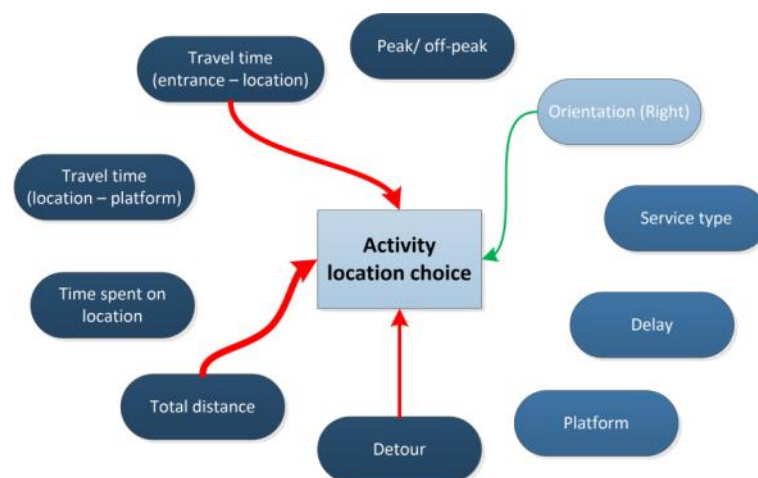 Peak/ off-peak
Travel time
(entrance – location)
Orientation (Right)
Travel time
(location – platform)
Service type
Activity
location choice
Time spent on
location
Delay
Total distance
Platform
Detour